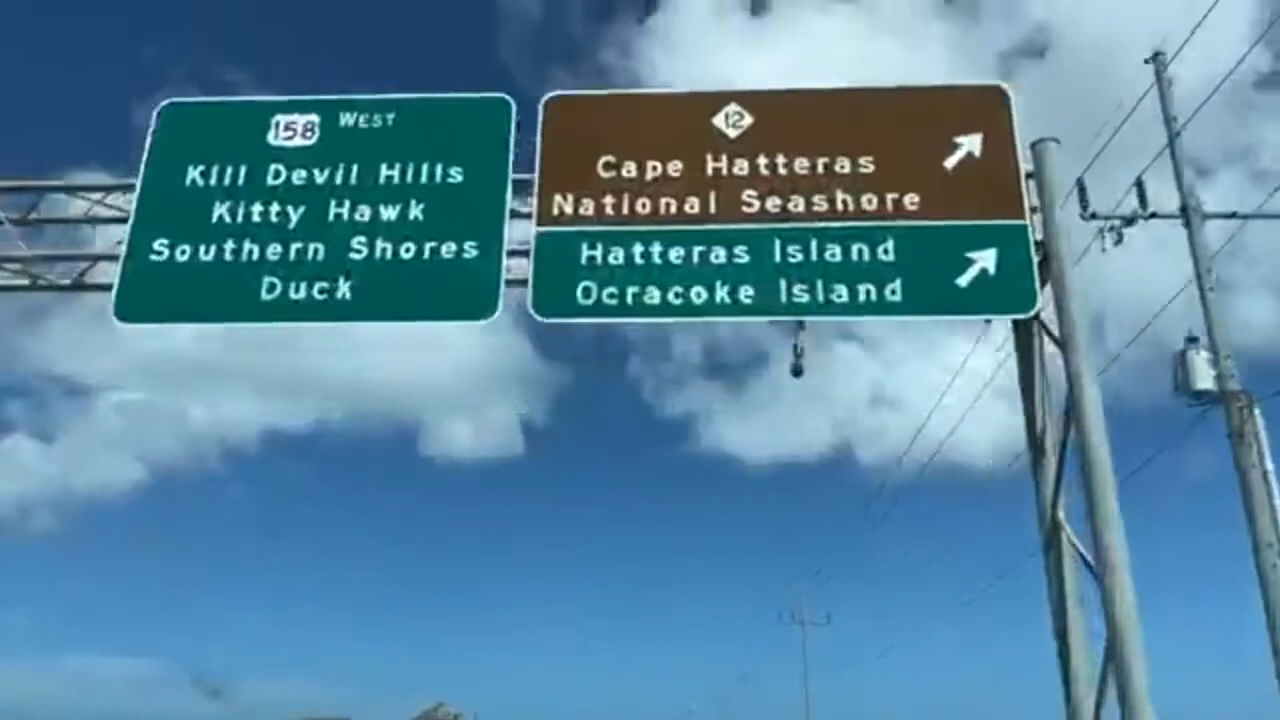 158 WEST
Kill Devil Hills
Kitty Hawk
Southern Shores
Duck
12
Cape Hatteras
National Seashore
Hatteras Island
Ocracoke Island